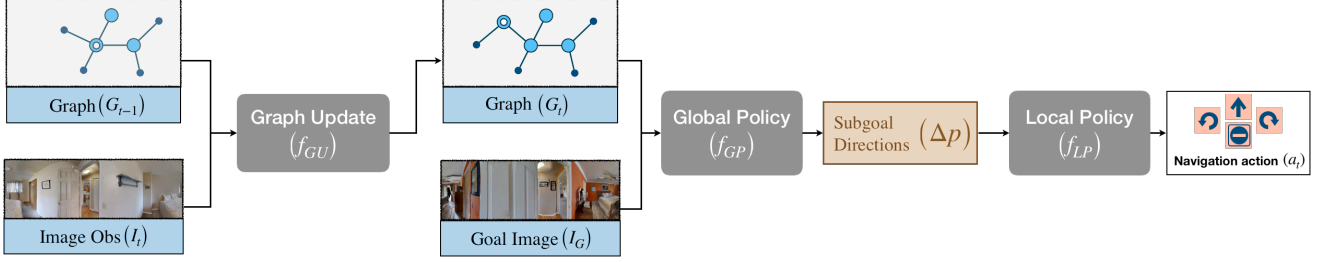 Graph (G_{t−1})
Image Obs (I_t)
Graph Update
(f_{GU})
Graph (G_t)
Goal Image (I_G)
Global Policy
(f_{GP})
Subgoal
Directions (Δp)
Local Policy
(f_{LP})
Navigation action (a_t)